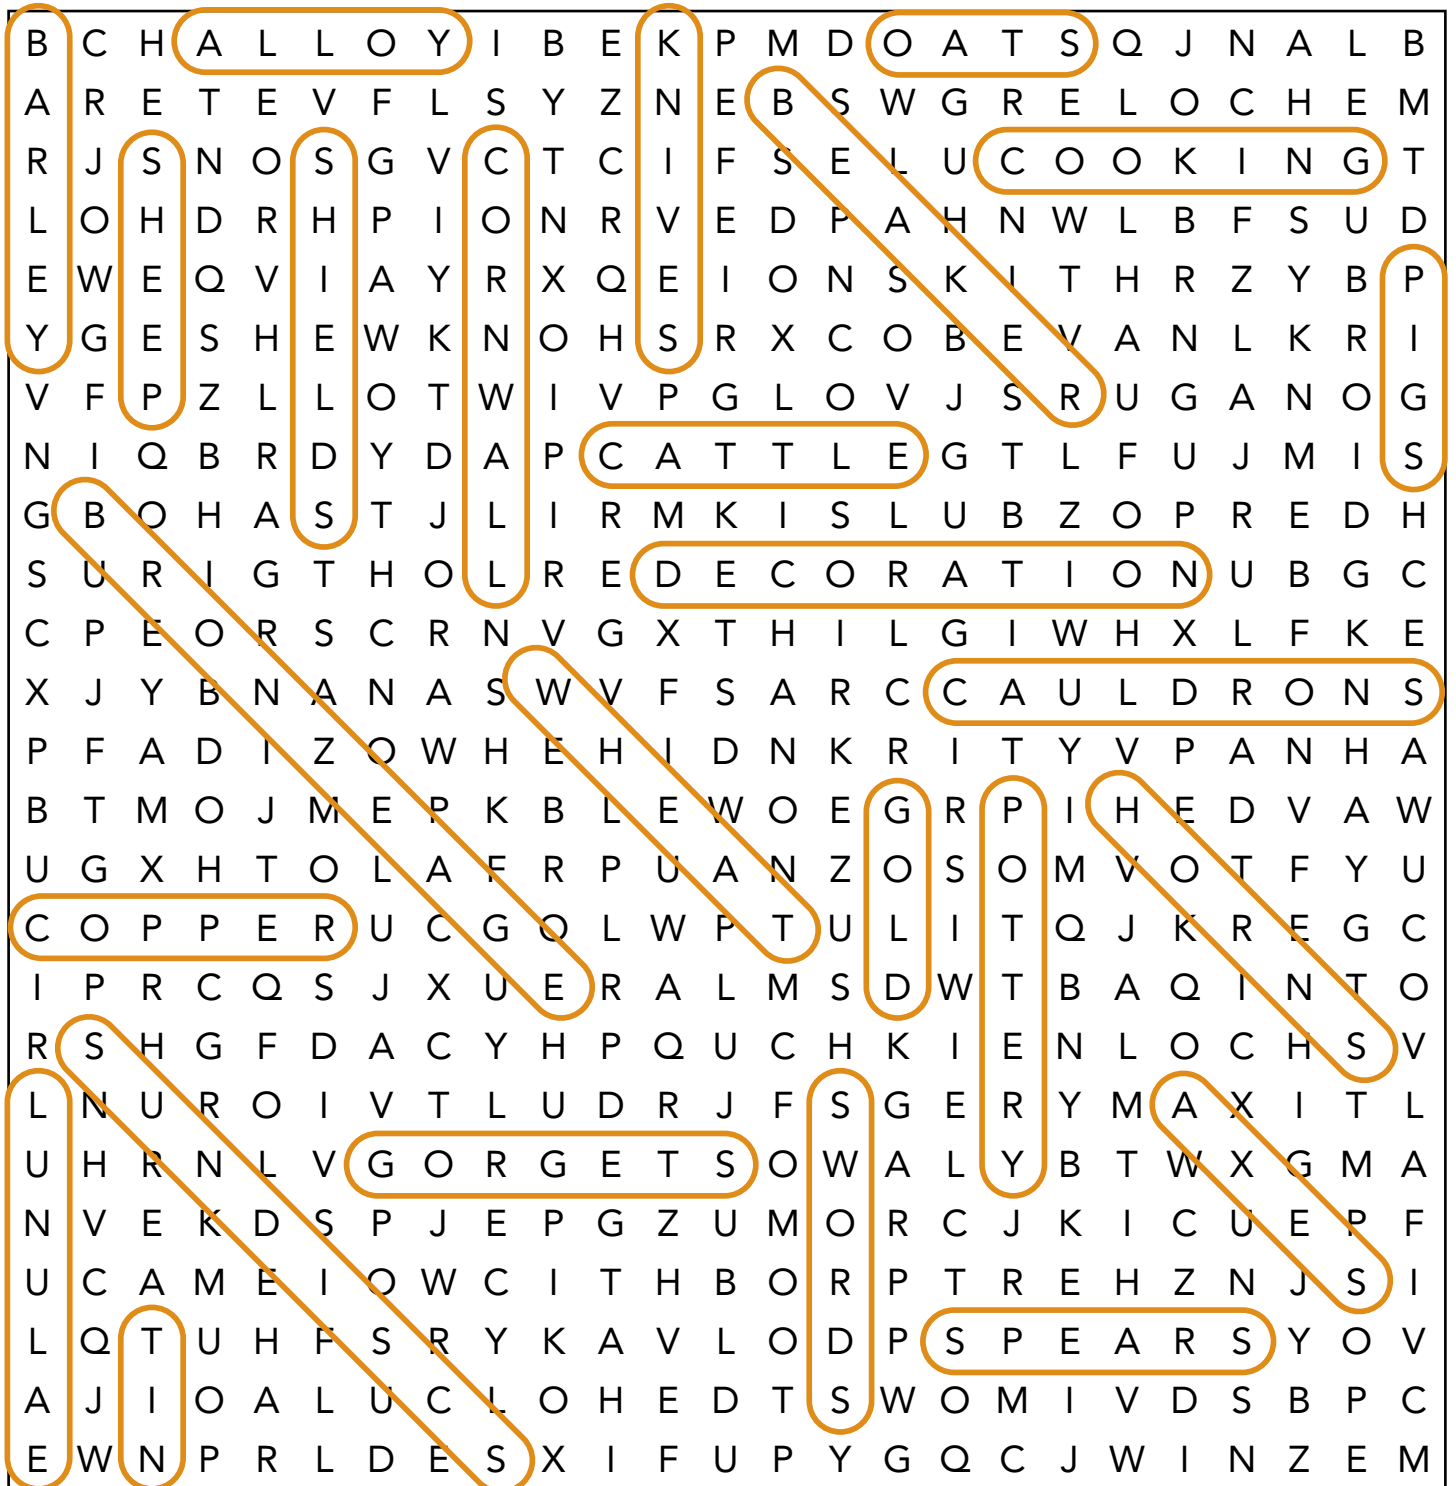 B C H A L L O Y I B E K P M D O A T S Q J N A L B
A R E T E V F L S Y Z N E B S W G R E L O C H E M
R J S N O S G V C T C I F S E L U C O O K I N G T
L O H D R H P I O N R V E D P A H N W L B F S U D
E W E Q V I A Y R X Q E I O N S K I T H R Z Y B P
Y G E S H E W K N O H S R X C O B E V A N L K R I
V F P Z L L O T W I V P G L O V J S R U G A N O G
N I Q B R D Y D A P C A T T L E G T L F U J M I S
G B O H A S T J L I R M K I S L U B Z O P R E D H
S U R I G T H O L R E D E C O R A T I O N U B G C
C P E O R S C R N V G X T H I L G I W H X L F K E
X J Y B N A N A S W V F S A R C C A U L D R O N S
P F A D I Z O W H E H I D N K R I T Y V P A N H A
B T M O J M E P K B L E W O E G R P I H E D V A W
U G X H T O L A F R P U A N Z O S O M V O T F Y U
C O P P E R U C G O L W P T U L I T Q J K R E G C
I P R C Q S J X U E R A L M S D W T B A Q I N T O
R S H G F D A C Y H P Q U C H K I E N L O C H S V
L N U R O I V T L U D R J F S G E R Y M A X I T L
U H R N L V G O R G E T S O W A L Y B T W X G M A
N V E K D S P J E P G Z U M O R C J K I C U E P F
U C A M E I O W C I T H B O R P T R E H Z N J S I
L Q T U H F S R Y K A V L O D P S P E A R S Y O V
A J I O A L U C L O H E D T S W O M I V D S B P C
E W N P R L D E S X I F U P Y G Q C J W I N Z E M